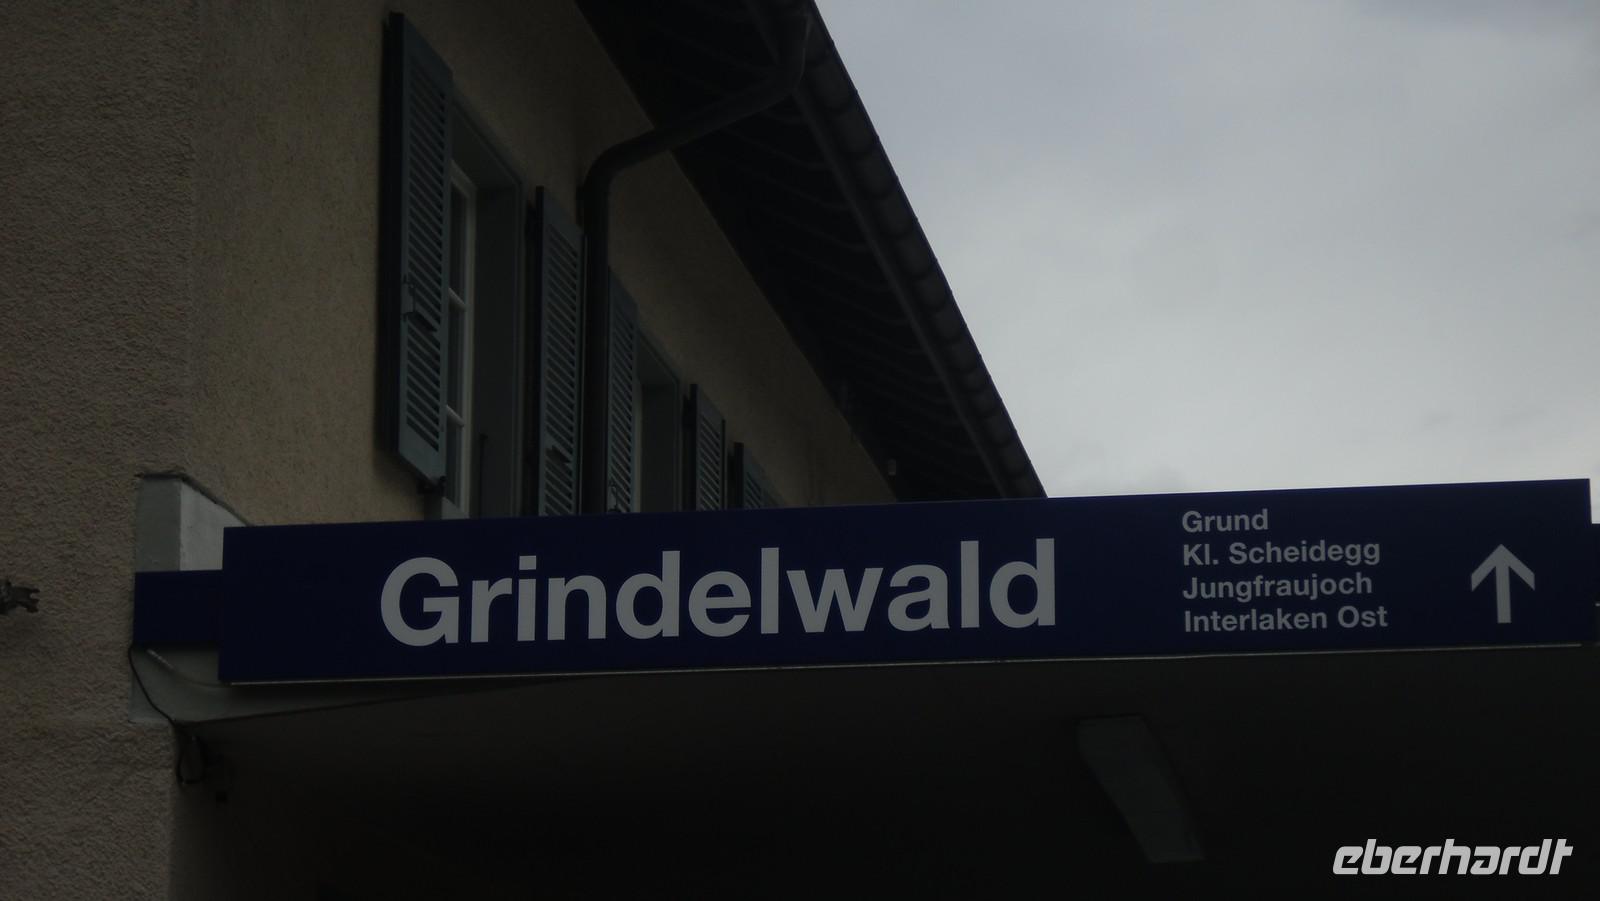 Grindelwald
Grund
Kl. Scheidegg
Jungfraujoch
Interlaken Ost
eberhardt